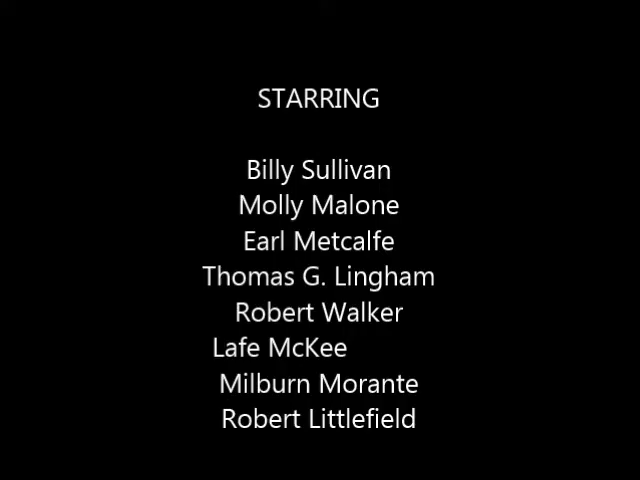 STARRING
Billy Sullivan
Molly Malone
Earl Metcalfe
Thomas G. Lingham
Robert Walker
Lafe McKee
Milburn Morante
Robert Littlefield